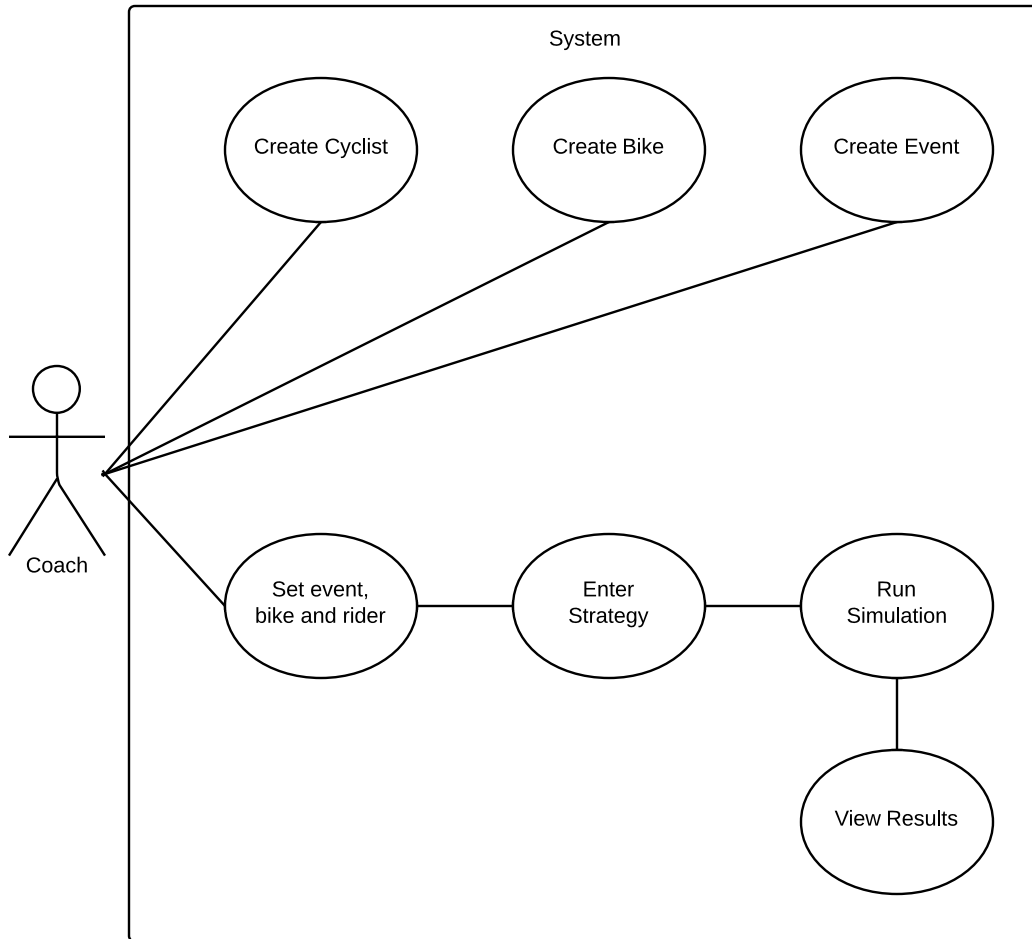 System
Create Cyclist
Create Bike
Create Event
Coach
Set event,
bike and rider
Enter
Strategy
Run
Simulation
View Results